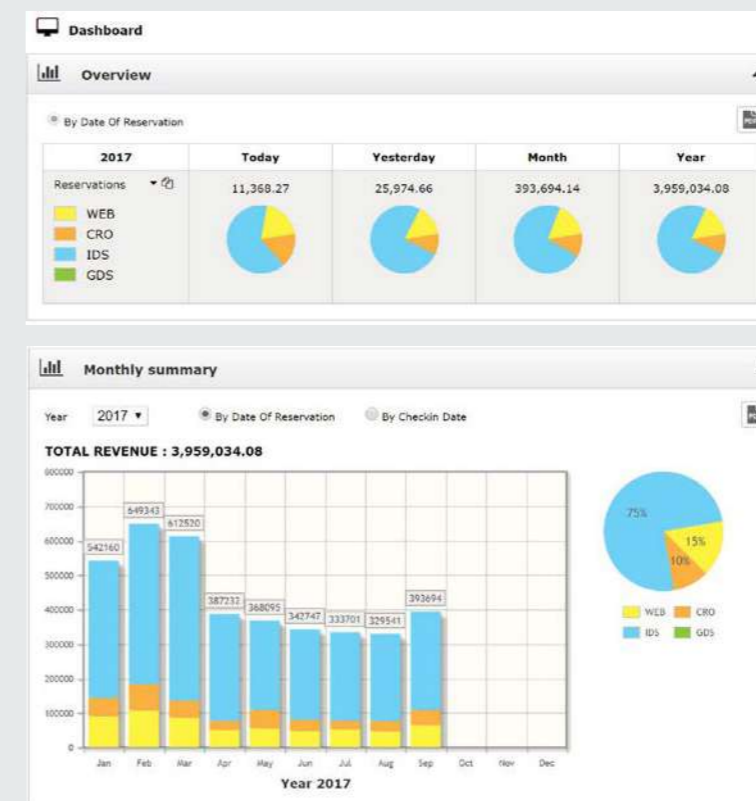 Dashboard
Overview
By Date Of Reservation
2017 Today Yesterday Month Year
Reservations 11,368.27 25,974.66 393,694.14 3,959,034.08
WEB
CRO
IDS
GDS
Monthly summary
Year 2017 By Date Of Reservation By Checkin Date
TOTAL REVENUE : 3,959,034.08
700000
600000
500000
400000
300000
200000
100000
0
542160 649343 612520 387232 368095 342747 333701 329541 393694
Jan Feb Mar Apr May Jun Jul Aug Sep Oct Nov Dec
Year 2017
75%
15%
10%
WEB CRO
IDS GDS